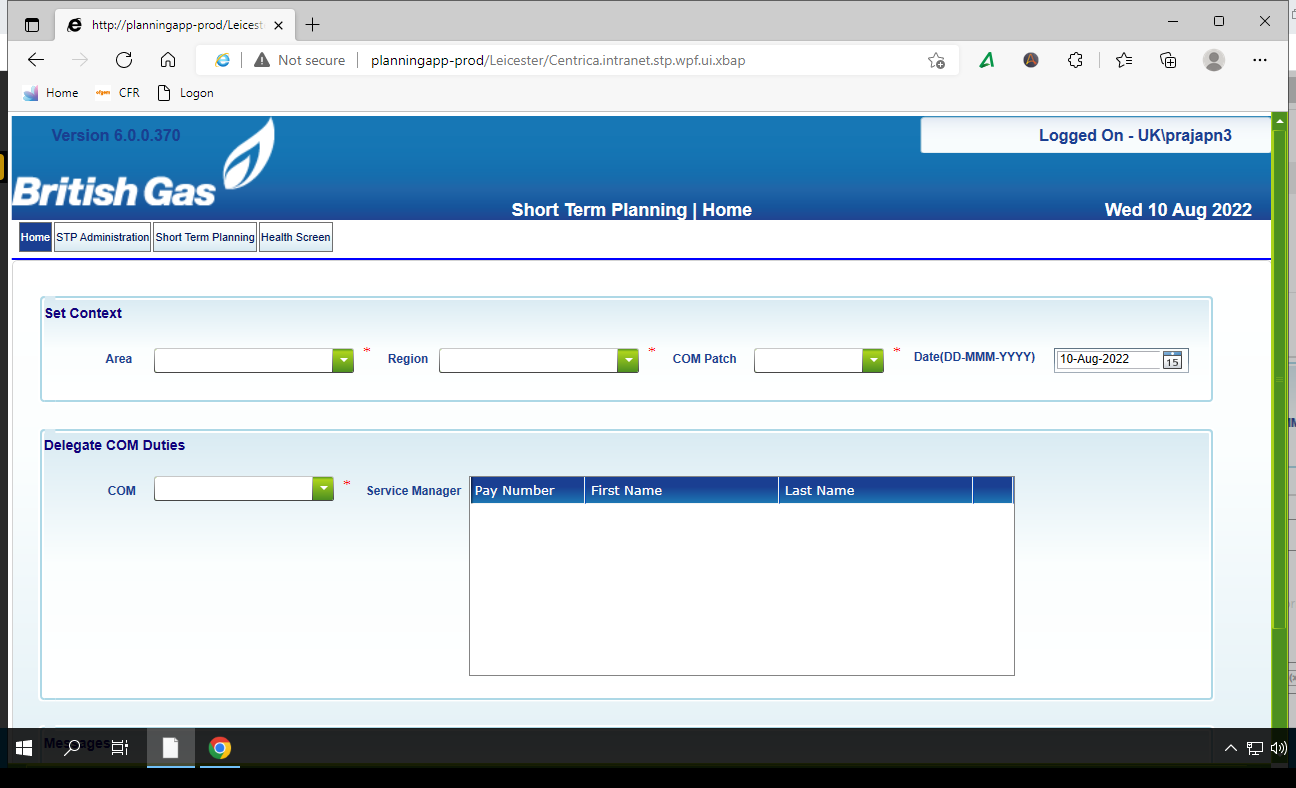 http://planningapp-prod/Leicest
Not secure
planningapp-prod/Leicester/Centrica.intranet.stp.wpf.ui.xbap
Home CFR Logon
Version 6.0.0.370
Logged On - UK\prajapn3
British Gas
Short Term Planning | Home
Wed 10 Aug 2022
Home STP Administration Short Term Planning Health Screen
Set Context
Area * Region * COM Patch * Date(DD-MMM-YYYY) 10-Aug-2022 15
Delegate COM Duties
COM * Service Manager Pay Number First Name Last Name
Messages